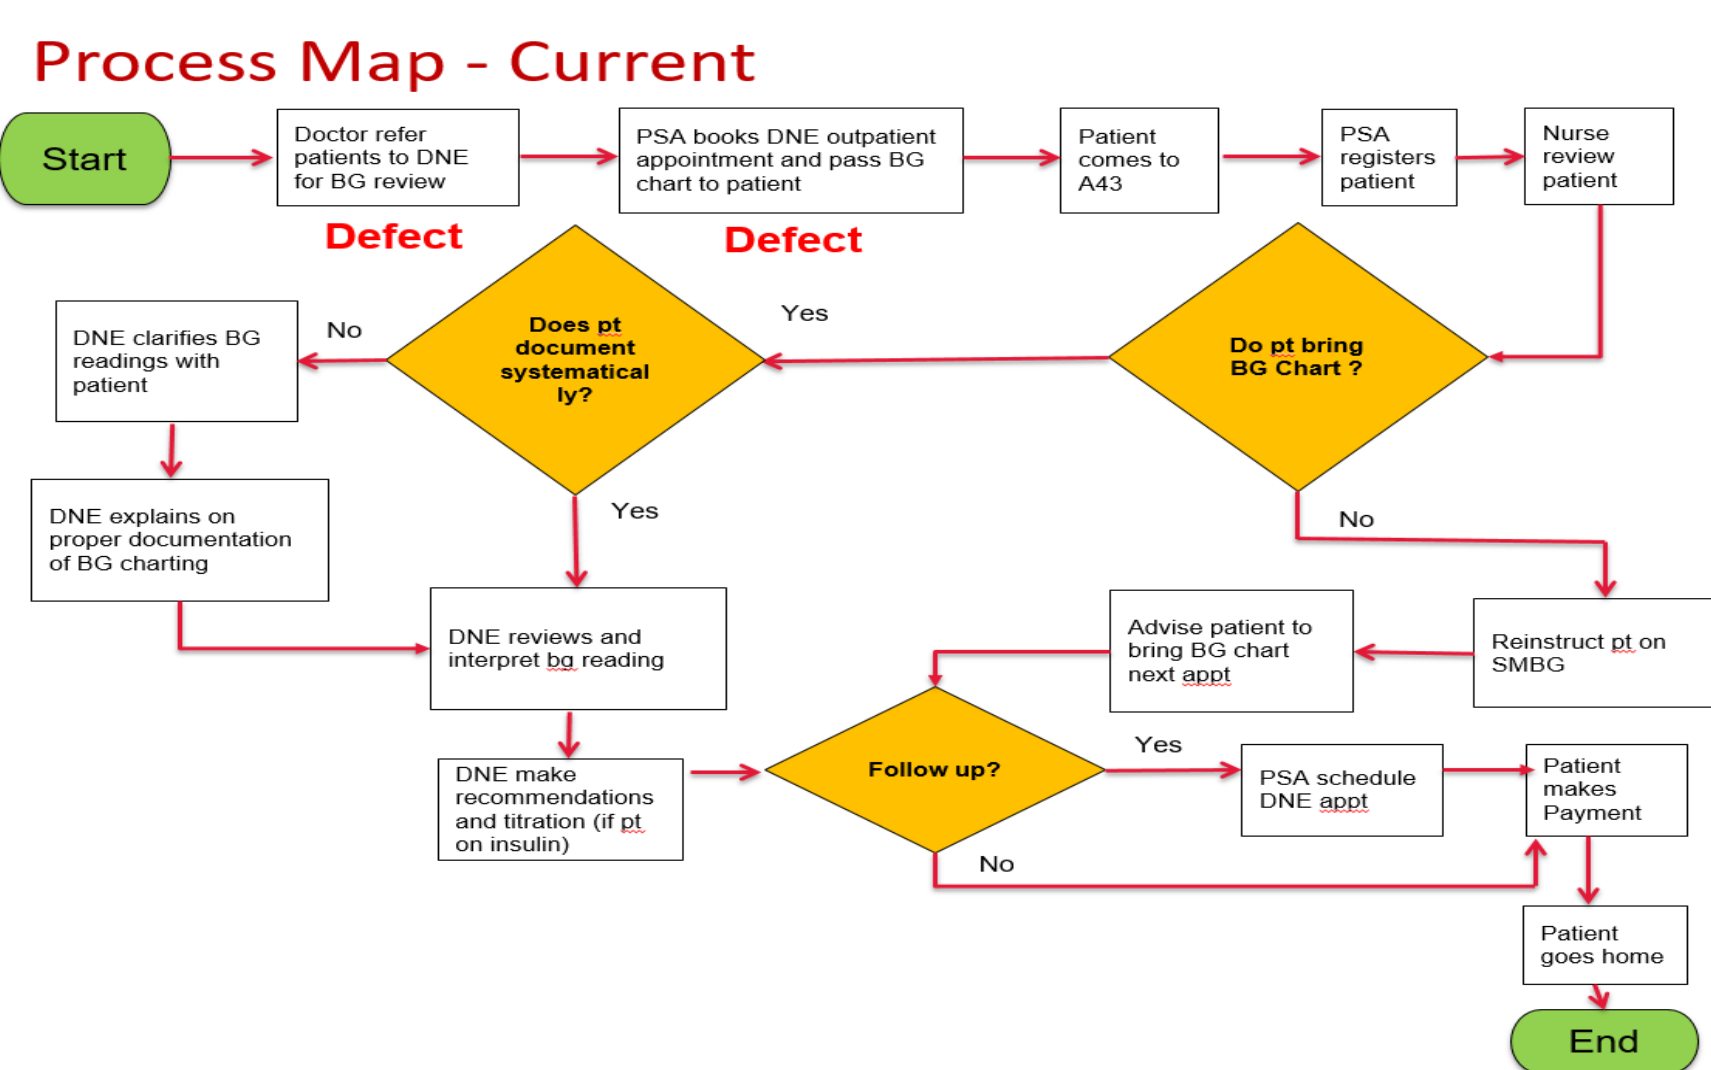 Process Map - Current
Start
Doctor refer
patients to DNE
for BG review
PSA books DNE outpatient
appointment and pass BG
chart to patient
Patient
comes to
A43
PSA
registers
patient
Nurse
review
patient
Defect
Defect
Do pt bring
BG Chart ?
Yes
Does pt
document
systematical
ly?
No
DNE clarifies BG
readings with
patient
DNE explains on
proper documentation
of BG charting
Yes
DNE reviews and
interpret bg reading
DNE make
recommendations
and titration (if pt
on insulin)
No
Reinstruct pt on
SMBG
Advise patient to
bring BG chart
next appt
Follow up?
Yes
PSA schedule
DNE appt
No
Patient
makes
Payment
Patient
goes home
End